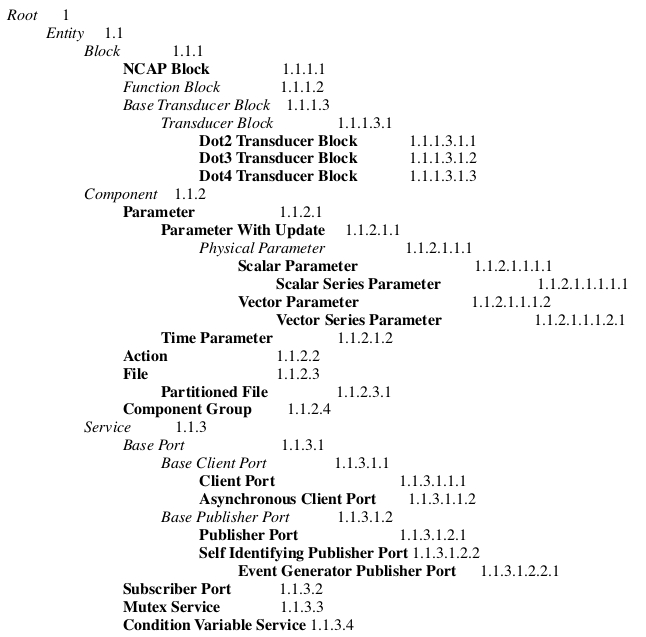 Root 1
Entity 1.1
Block 1.1.1
NCAP Block 1.1.1.1
Function Block 1.1.1.2
Base Transducer Block 1.1.1.3
Transducer Block 1.1.1.3.1
Dot2 Transducer Block 1.1.1.3.1.1
Dot3 Transducer Block 1.1.1.3.1.2
Dot4 Transducer Block 1.1.1.3.1.3
Component 1.1.2
Parameter 1.1.2.1
Parameter With Update 1.1.2.1.1
Physical Parameter 1.1.2.1.1.1
Scalar Parameter 1.1.2.1.1.1.1
Scalar Series Parameter 1.1.2.1.1.1.1.1
Vector Parameter 1.1.2.1.1.1.2
Vector Series Parameter 1.1.2.1.1.1.2.1
Time Parameter 1.1.2.1.2
Action 1.1.2.2
File 1.1.2.3
Partitioned File 1.1.2.3.1
Component Group 1.1.2.4
Service 1.1.3
Base Port 1.1.3.1
Base Client Port 1.1.3.1.1
Client Port 1.1.3.1.1.1
Asynchronous Client Port 1.1.3.1.1.2
Base Publisher Port 1.1.3.1.2
Publisher Port 1.1.3.1.2.1
Self Identifying Publisher Port 1.1.3.1.2.2
Event Generator Publisher Port 1.1.3.1.2.2.1
Subscriber Port 1.1.3.2
Mutex Service 1.1.3.3
Condition Variable Service 1.1.3.4